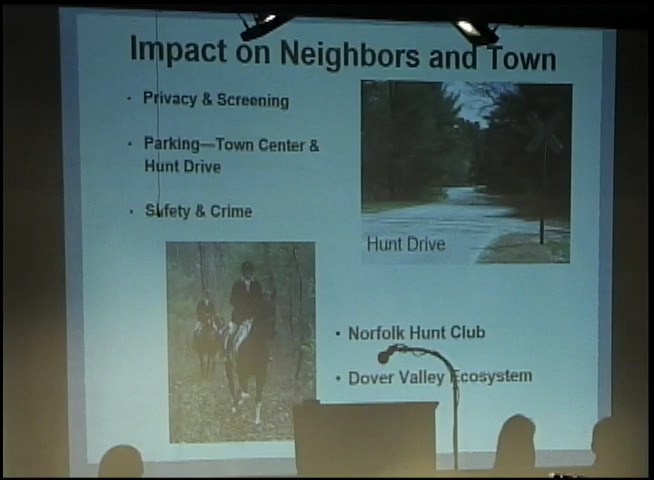 Impact on Neighbors and Town
• Privacy & Screening
• Parking—Town Center &
Hunt Drive
• Safety & Crime
Hunt Drive
• Norfolk Hunt Club
• Dover Valley Ecosystem